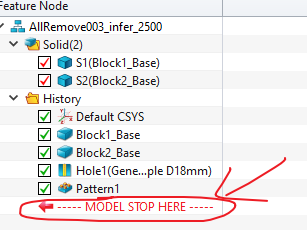 Feature Node
AllRemove003_infer_2500
Solid(2)
S1(Block1_Base)
S2(Block2_Base)
History
Default CSYS
Block1_Base
Block2_Base
Hole1(Gene...ple D18mm)
Pattern1
----- MODEL STOP HERE -----